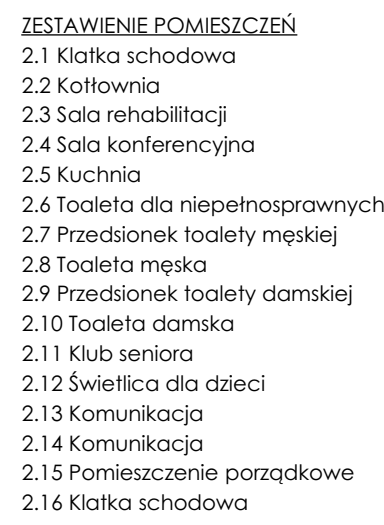 ZESTAWIENIE POMIESZCZEŃ
2.1 Klatka schodowa
2.2 Kotłownia
2.3 Sala rehabilitacji
2.4 Sala konferencyjna
2.5 Kuchnia
2.6 Toaleta dla niepełnosprawnych
2.7 Przedsionek toalety męskiej
2.8 Toaleta męska
2.9 Przedsionek toalety damskiej
2.10 Toaleta damska
2.11 Klub seniora
2.12 Świetlica dla dzieci
2.13 Komunikacja
2.14 Komunikacja
2.15 Pomieszczenie porządkowe
2.16 Klatka schodowa